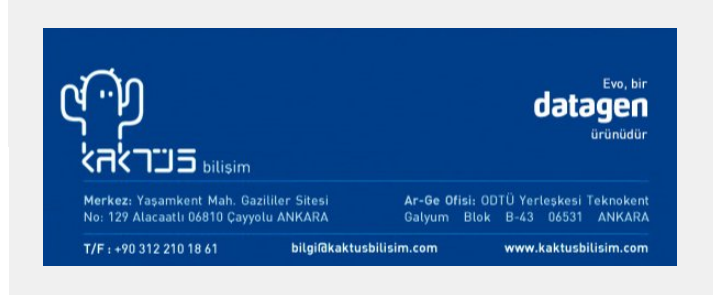 Evo, bir
datagen
ürünüdür
kaktüs bilişim
Merkez: Yaşamkent Mah. Gazililer Sitesi
No: 129 Alacaatlı 06810 Çayyolu ANKARA
Ar-Ge Ofisi: ODTÜ Yerleşkesi Teknokent
Galyum Blok B-43 06531 ANKARA
T/F : +90 312 210 18 61
bilgi@kaktusbilisim.com
www.kaktusbilisim.com